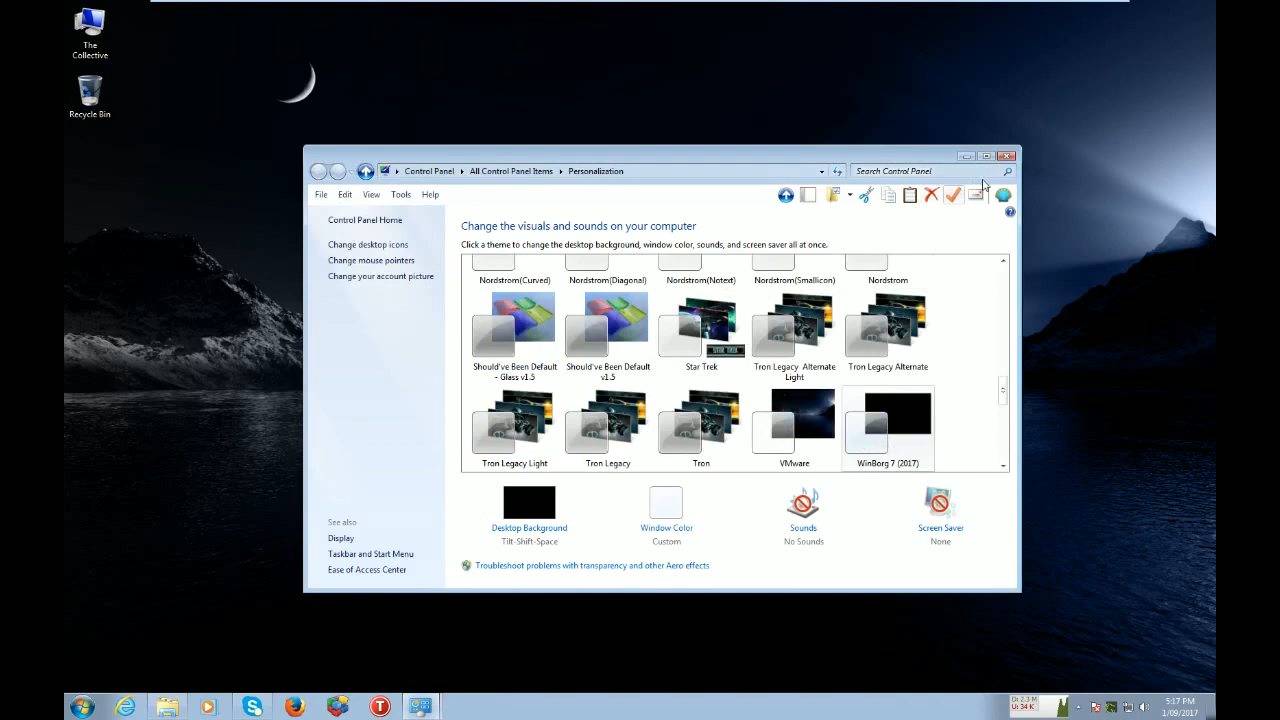 The
Collective
Recycle Bin
Control Panel
All Control Panel Items
Personalization
Search Control Panel
File Edit View Tools Help
Control Panel Home
Change desktop icons
Change mouse pointers
Change your account picture
Change the visuals and sounds on your computer
Click a theme to change the desktop background, window color, sounds, and screen saver all at once.
Nordstrom(Curved) Nordstrom(Diagonal) Nordstrom(Notext) Nordstrom(Smallicon) Nordstrom
Should've Been Default
- Glass v1.5
Should've Been Default
v1.5
Star Trek
STAR TREK
Tron Legacy Alternate
Light
Tron Legacy Alternate
Tron Legacy Light Tron Legacy Tron VMware WinBorg 7 (2017)
Desktop Background
Tilt-Shift-Space
Window Color
Custom
Sounds
No Sounds
Screen Saver
None
See also
Display
Taskbar and Start Menu
Ease of Access Center
Troubleshoot problems with transparency and other Aero effects
T
D: 2.3 M
U: 34 K
5:17 PM
1/09/2017